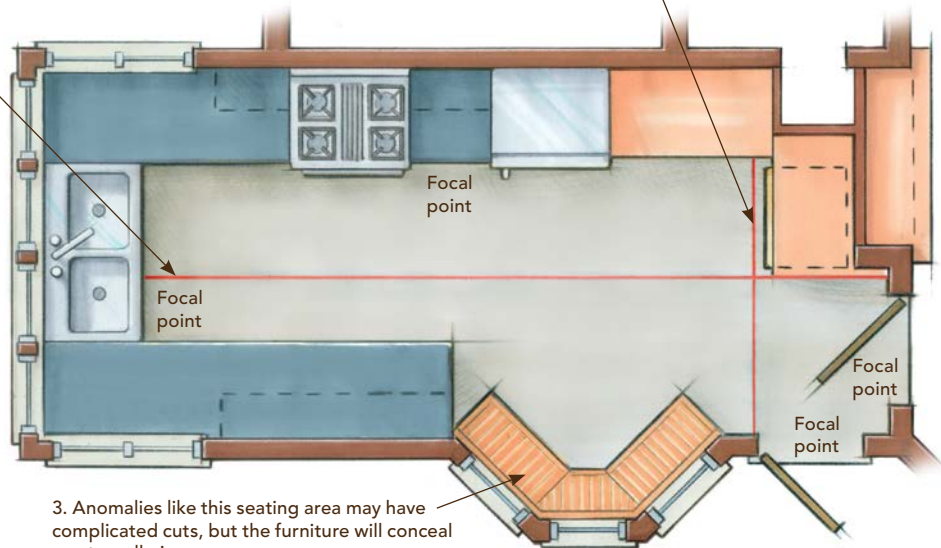 Focal
point
Focal
point
Focal
point
Focal
point
3. Anomalies like this seating area may have
complicated cuts, but the furniture will conceal